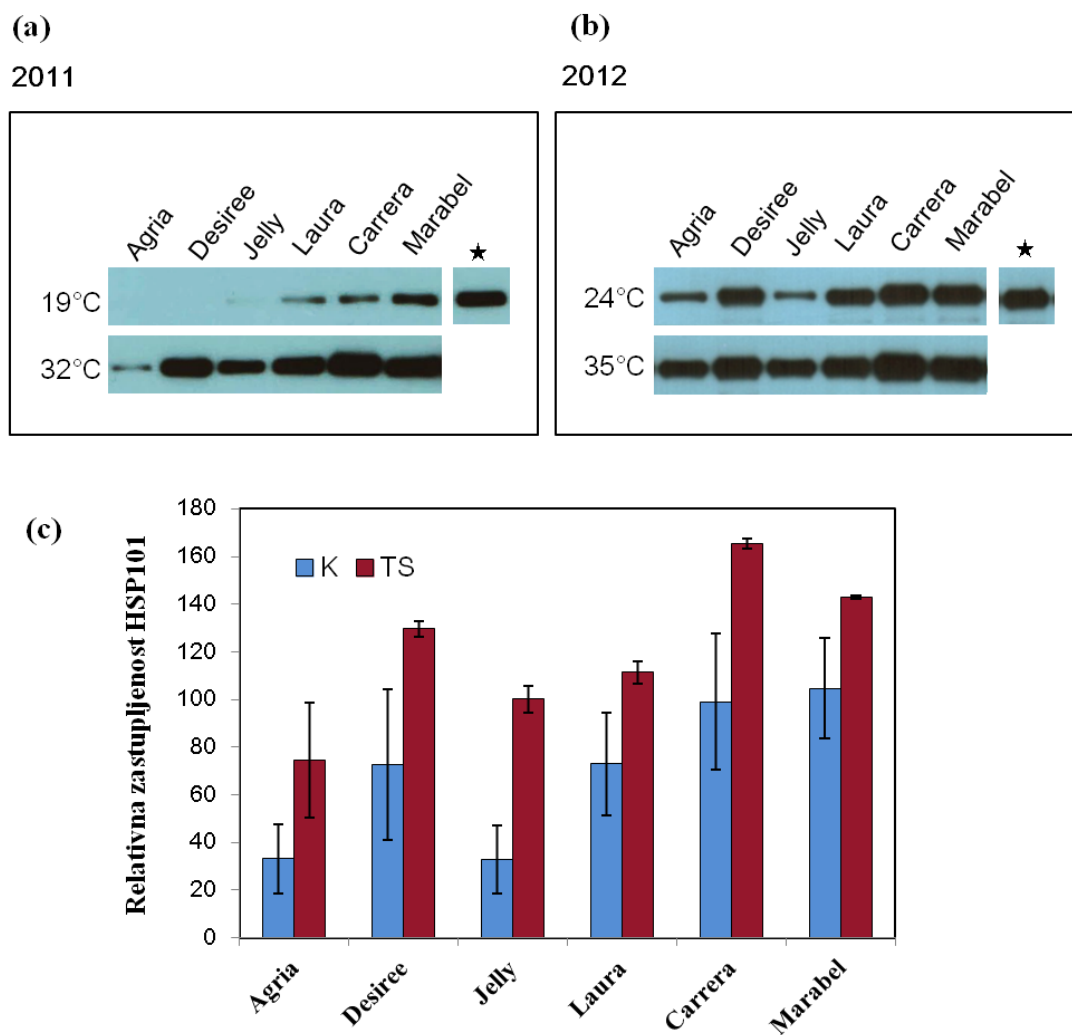 (a)
2011
Agria Desiree Jelly Laura Carrera Marabel ★
19°C
32°C
(b)
2012
Agria Desiree Jelly Laura Carrera Marabel ★
24°C
35°C
(c)
Relativna zastupljenost HSP101
180
160
140
120
100
80
60
40
20
0
K TS
Agria Desiree Jelly Laura Carrera Marabel